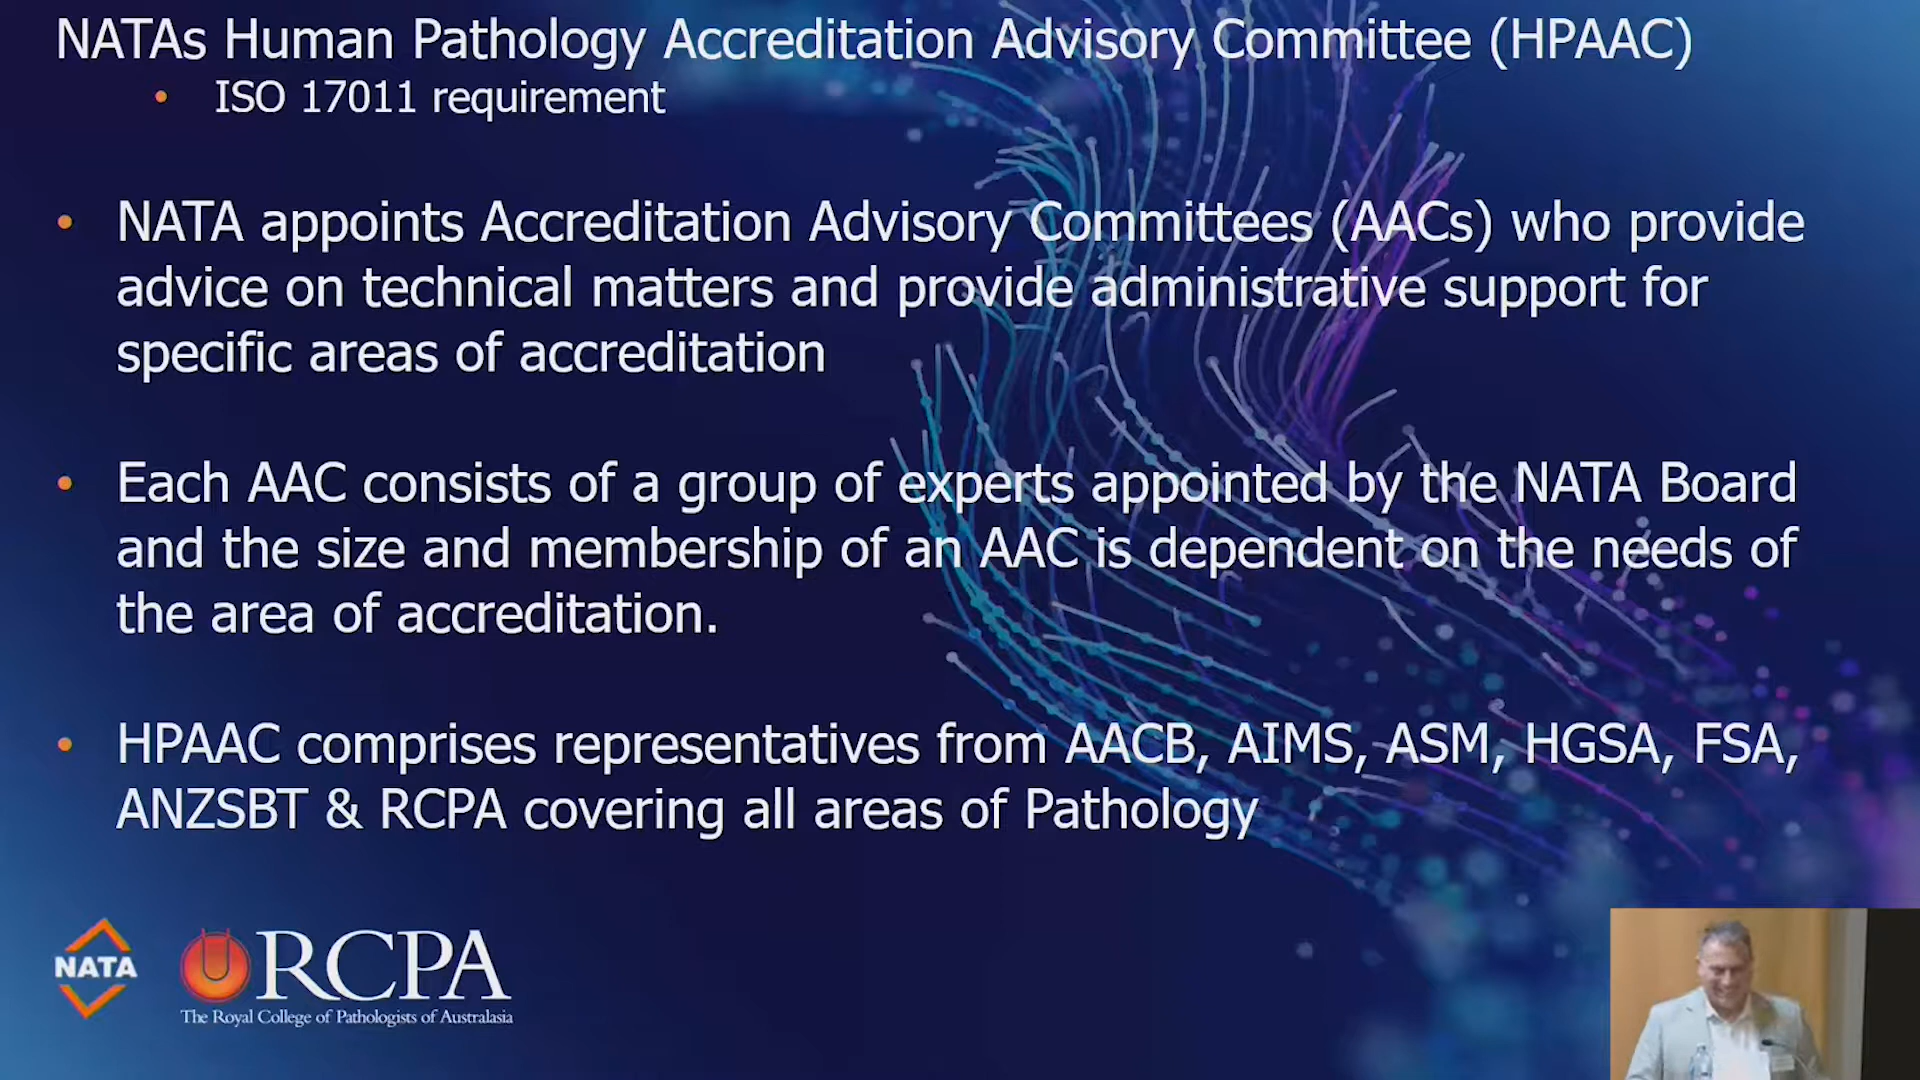 NATAs Human Pathology Accreditation Advisory Committee (HPAAC)
• ISO 17011 requirement
• NATA appoints Accreditation Advisory Committees (AACs) who provide
advice on technical matters and provide administrative support for
specific areas of accreditation
• Each AAC consists of a group of experts appointed by the NATA Board
and the size and membership of an AAC is dependent on the needs of
the area of accreditation.
• HPAAC comprises representatives from AACB, AIMS, ASM, HGSA, FSA,
ANZSBT & RCPA covering all areas of Pathology
NATA
RCPA
The Royal College of Pathologists of Australasia